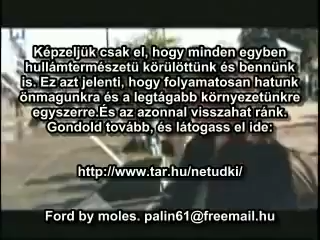 Képzeljük csak el, hogy minden egyben
hullámtermészetü körülöttünk és bennünk
is. Ez azt jelenti, hogy folyamatosan hatunk
önmagunkra és a legtágabb környezetünkre
egyszerre.És az azonnal visszahat ránk.
Gondold tovább, és látogass el ide:
http://www.tar.hu/netudki/
Ford by moles. palin61@freemail.hu